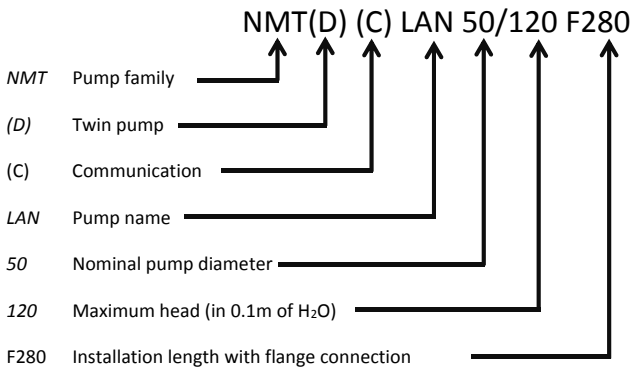 NMT(D) (C) LAN 50/120 F280
NMT Pump family
(D) Twin pump
(C) Communication
LAN Pump name
50 Nominal pump diameter
120 Maximum head (in 0.1m of H₂O)
F280 Installation length with flange connection